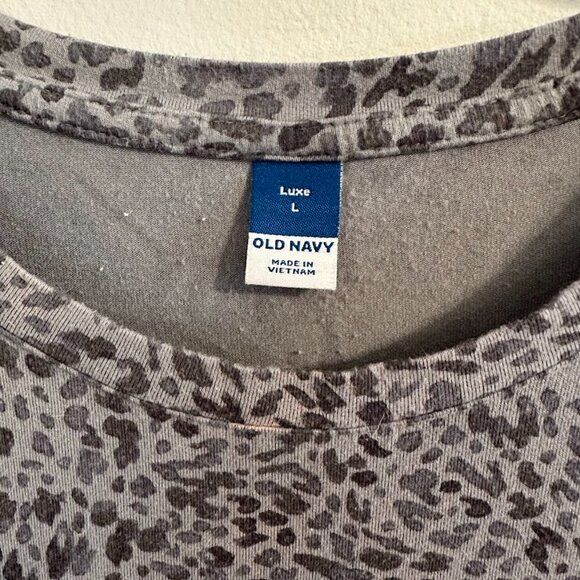 Luxe
L
OLD NAVY
MADE IN
VIETNAM